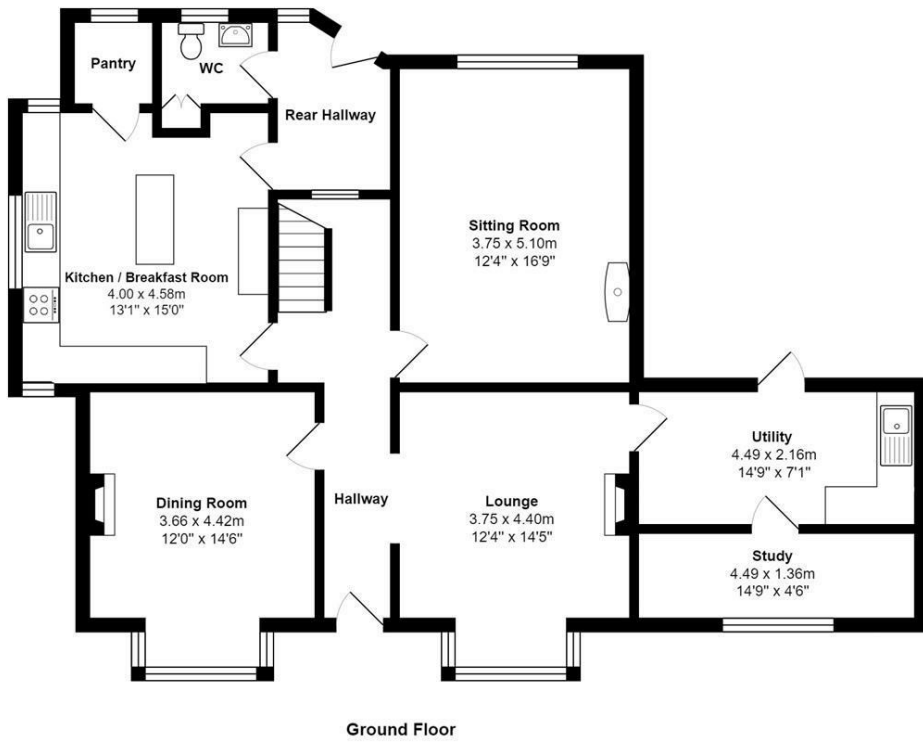 Pantry
WC
Rear Hallway
Sitting Room
3.75 x 5.10m
12'4" x 16'9"
Kitchen / Breakfast Room
4.00 x 4.58m
13'1" x 15'0"
Dining Room
3.66 x 4.42m
12'0" x 14'6"
Hallway
Lounge
3.75 x 4.40m
12'4" x 14'5"
Utility
4.49 x 2.16m
14'9" x 7'1"
Study
4.49 x 1.36m
14'9" x 4'6"
Ground Floor